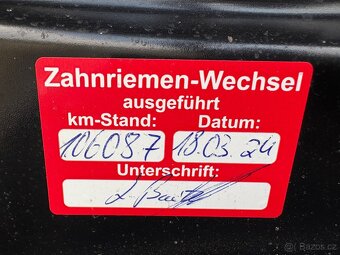 Zahnriemen-Wechsel
ausgeführt
km-Stand: Datum:
106087 18.03.24
Unterschrift:
Bazos.cz